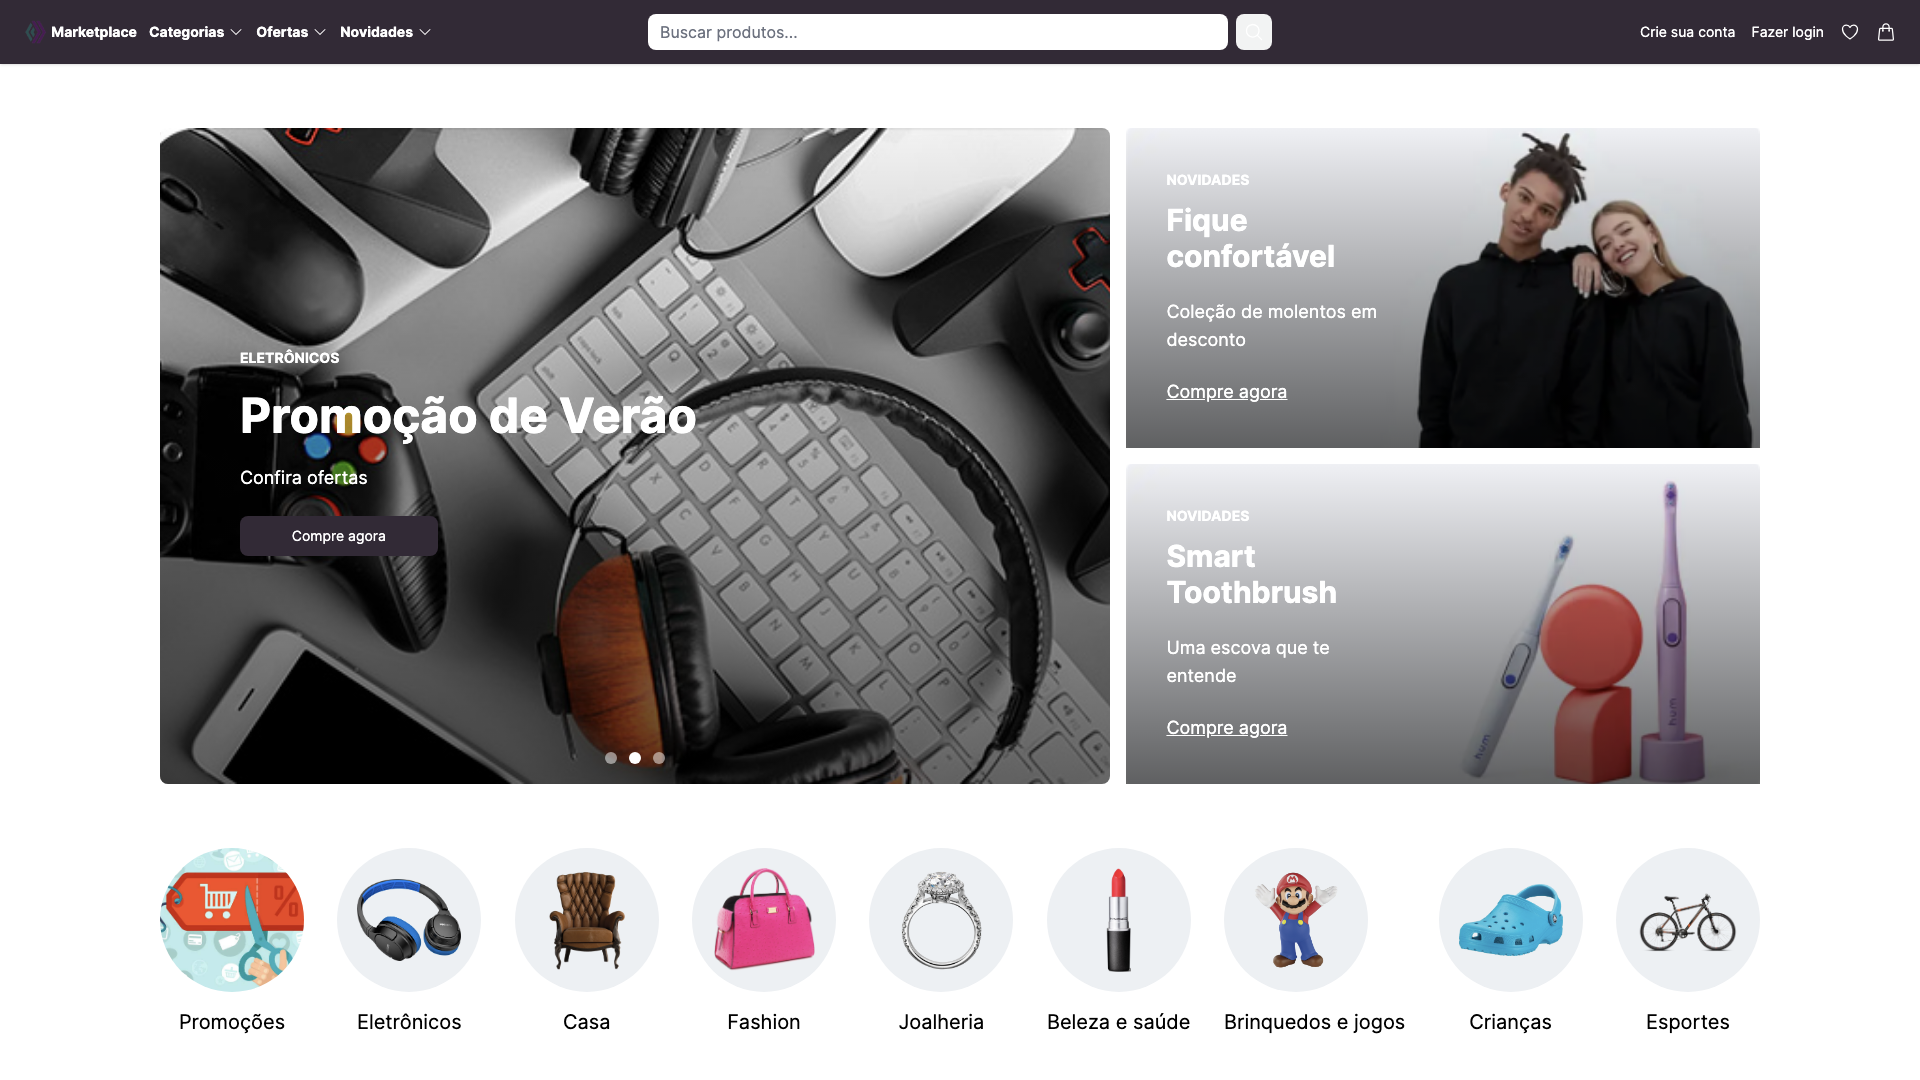 Marketplace Categorias Ofertas Novidades
Buscar produtos...
Crie sua conta Fazer login
ELETRÔNICOS
Promoção de Verão
Confira ofertas
Compre agora
NOVIDADES
Fique
confortável
Coleção de molentos em
desconto
Compre agora
NOVIDADES
Smart
Toothbrush
Uma escova que te
entende
Compre agora
hum
hum
Promoções
Eletrônicos
Casa
Fashion
Joalheria
Beleza e saúde
Brinquedos e jogos
Crianças
Esportes